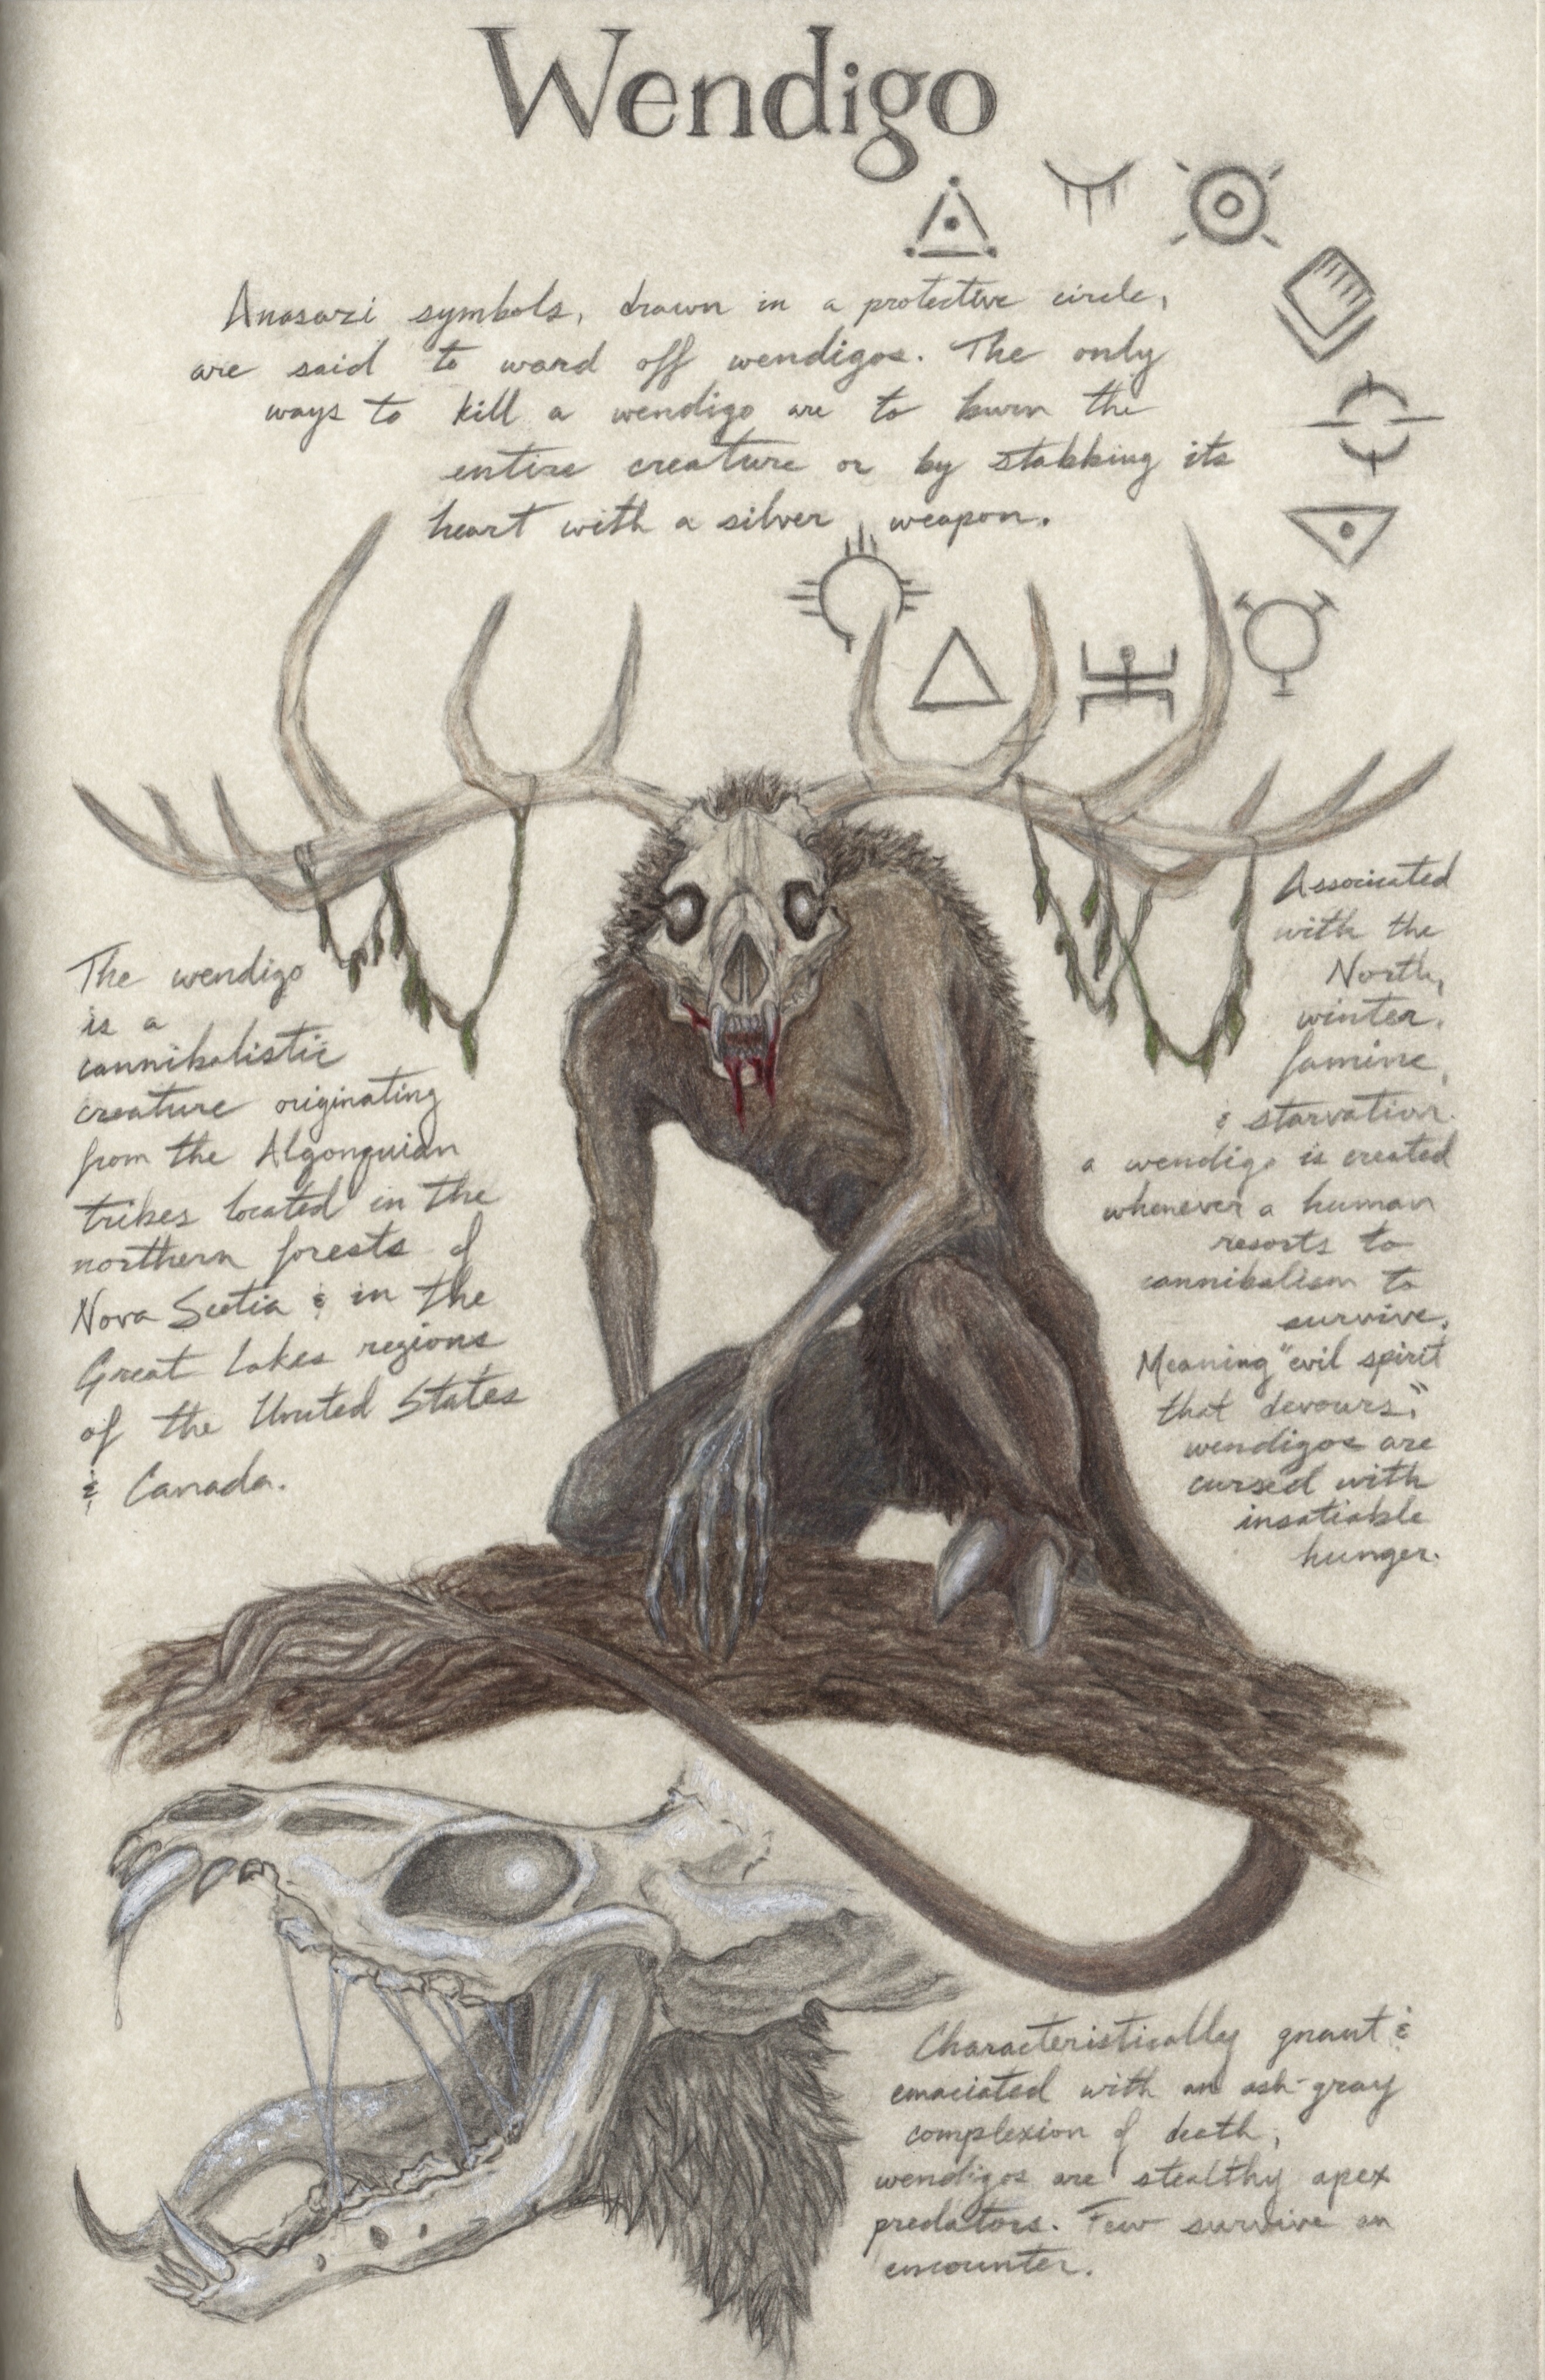 Wendigo
Anasazi symbols, drawn in a protective circle,
are said to ward off wendigos. The only
ways to kill a wendigo are to burn the
entire creature or by stabbing its
heart with a silver weapon.
The wendigo
is a
cannibalistic
creature originating
from the Algonquian
tribes located in the
northern forests of
Nova Scotia & in the
Great Lakes regions
of the United States
& Canada.
Associated
with the
North,
winter,
famine,
& starvation.
a wendigo is created
whenever a human
resorts to
cannibalism to
survive.
Meaning "evil spirit
that devours,"
wendigos are
cursed with
insatiable
hunger.
Characteristically gnaut &
emaciated with an ash-gray
complexion of death,
wendigos are stealthy apex
predators. Few survive an
encounter.